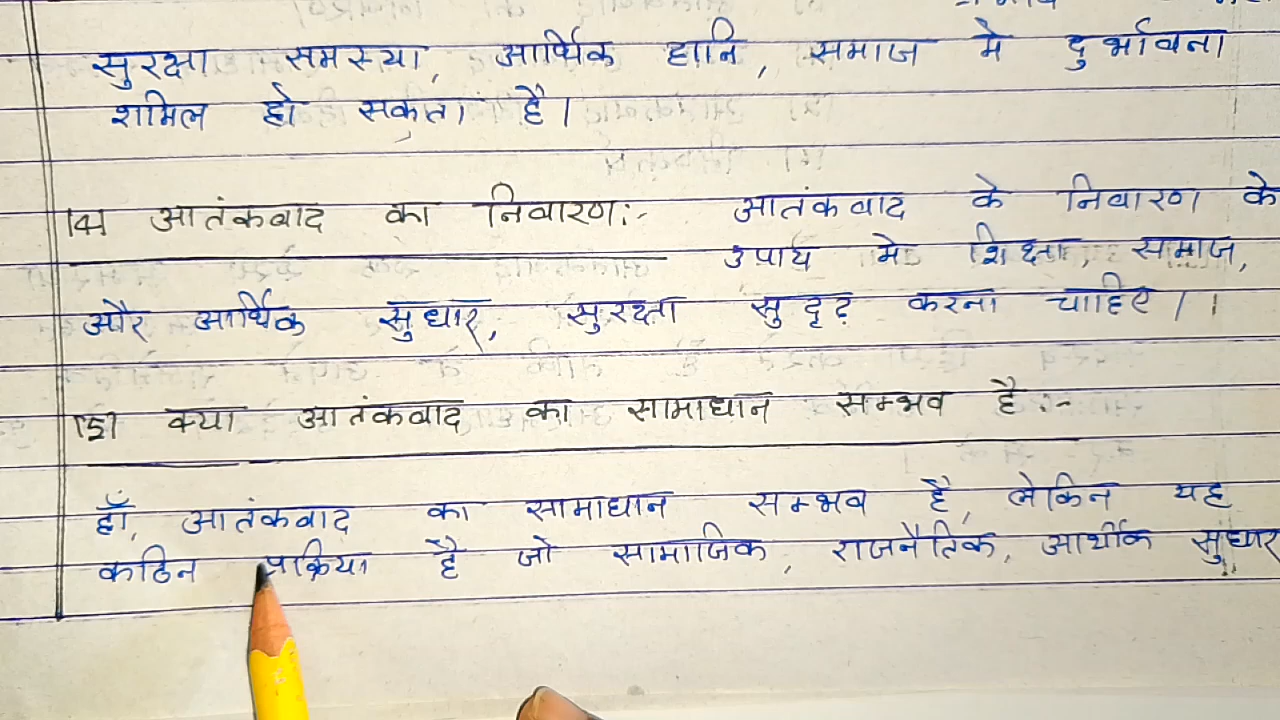 सुरक्षा समस्या, आर्थिक हानि, समाज मे दुर्भावना
शामिल हो सकता है।
(4) आतंकवाद का निवारण:- आतंकवाद के निवारण के
उपाय मे शिक्षा, समाज,
और आर्थिक सुधार, सुरक्षा सुदृढ़ करना चाहिए।
(5) क्या आतंकवाद का सामाधान सम्भव है :-
हाँ, आतंकवाद का सामाधान सम्भव है, लेकिन यह
कठिन प्रक्रिया है जो सामाजिक, राजनैतिक, आर्थीक सुधार